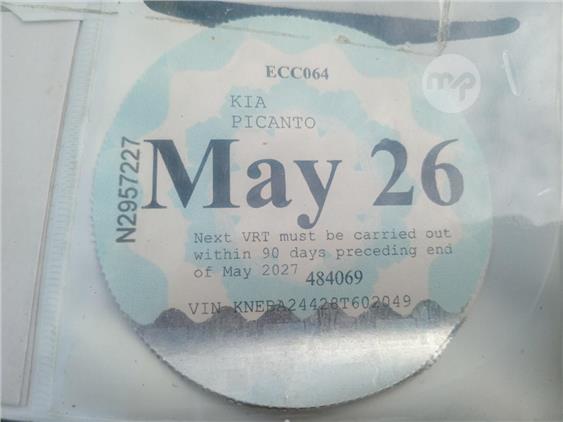 mp
ECC064
KIA
PICANTO
N2957227
May 26
Next VRT must be carried out
within 90 days preceding end
of May 2027 484069
VIN KNEBA24428T602049